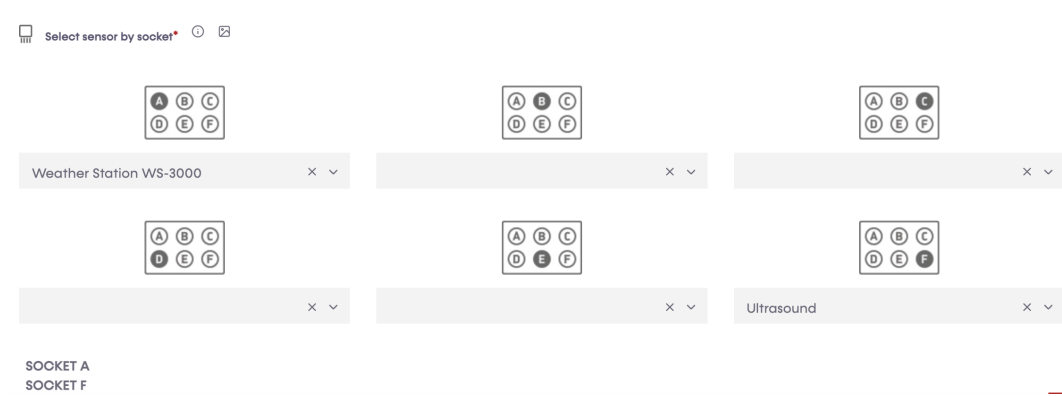 Select sensor by socket*
A B C
D E F
A B C
D E F
A B C
D E F
Weather Station WS-3000
A B C
D E F
A B C
D E F
A B C
D E F
Ultrasound
SOCKET A
SOCKET F